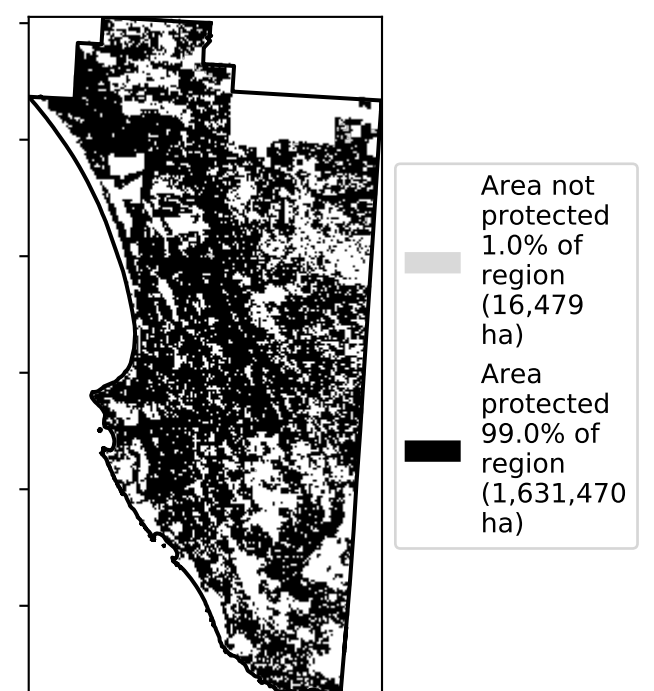 Area not
protected
1.0% of
region
(16,479
ha)
Area
protected
99.0% of
region
(1,631,470
ha)